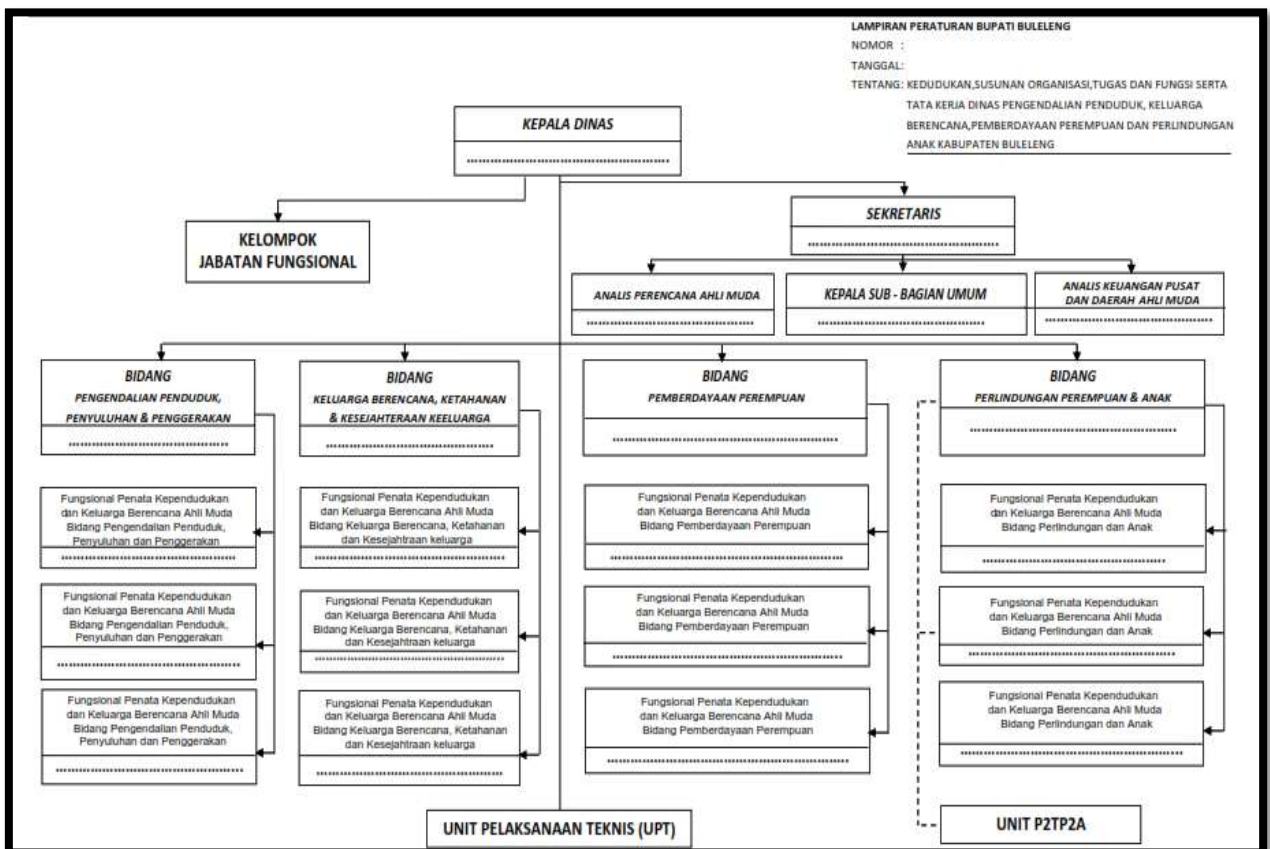 LAMPIRAN PERATURAN BUPATI BULELENG
NOMOR :
TANGGAL:
TENTANG: KEDUDUKAN,SUSUNAN ORGANISASI,TUGAS DAN FUNGSI SERTA
TATA KERJA DINAS PENGENDALIAN PENDUDUK, KELUARGA
BERENCANA,PEMBERDAYAAN PEREMPUAN DAN PERLINDUNGAN
ANAK KABUPATEN BULELENG
KEPALA DINAS
................................................
KELOMPOK
JABATAN FUNGSIONAL
SEKRETARIS
................................................
ANALIS PERENCANA AHLI MUDA
..........................................
KEPALA SUB - BAGIAN UMUM
..........................................
ANALIS KEUANGAN PUSAT
DAN DAERAH AHLI MUDA
..........................................
BIDANG
PENGENDALIAN PENDUDUK,
PENYULUHAN & PENGGERAKAN
........................................
BIDANG
KELUARGA BERENCANA, KETAHANAN
& KESEJAHTERAAN KEELUARGA
........................................
BIDANG
PEMBERDAYAAN PEREMPUAN
........................................................
BIDANG
PERLINDUNGAN PEREMPUAN & ANAK
..................................................
Fungsional Penata Kependudukan
dan Keluarga Berencana Ahli Muda
Bidang Pengendalian Penduduk,
Penyuluhan dan Penggerakan
............................................
Fungsional Penata Kependudukan
dan Keluarga Berencana Ahli Muda
Bidang Pengendalian Penduduk,
Penyuluhan dan Penggerakan
..............................................
Fungsional Penata Kependudukan
dan Keluarga Berencana Ahli Muda
Bidang Pengendalian Penduduk,
Penyuluhan dan Penggerakan
..............................................
Fungsional Penata Kependudukan
dan Keluarga Berencana Ahli Muda
Bidang Keluarga Berencana, Ketahanan
dan Kesejahtraan keluarga
..............................................
Fungsional Penata Kependudukan
dan Keluarga Berencana Ahli Muda
Bidang Keluarga Berencana, Ketahanan
dan Kesejahtraan keluarga
..............................................
Fungsional Penata Kependudukan
dan Keluarga Berencana Ahli Muda
Bidang Keluarga Berencana, Ketahanan
dan Kesejahtraan keluarga
..............................................
Fungsional Penata Kependudukan
dan Keluarga Berencana Ahli Muda
Bidang Pemberdayaan Perempuan
........................................................
Fungsional Penata Kependudukan
dan Keluarga Berencana Ahli Muda
Bidang Pemberdayaan Perempuan
........................................................
Fungsional Penata Kependudukan
dan Keluarga Berencana Ahli Muda
Bidang Pemberdayaan Perempuan
................................................................
Fungsional Penata Kependudukan
dan Keluarga Berencana Ahli Muda
Bidang Perlindungan dan Anak
....................................................
Fungsional Penata Kependudukan
dan Keluarga Berencana Ahli Muda
Bidang Perlindungan dan Anak
....................................................
Fungsional Penata Kependudukan
dan Keluarga Berencana Ahli Muda
Bidang Perlindungan dan Anak
........................................................
UNIT PELAKSANAAN TEKNIS (UPT)
UNIT P2TP2A